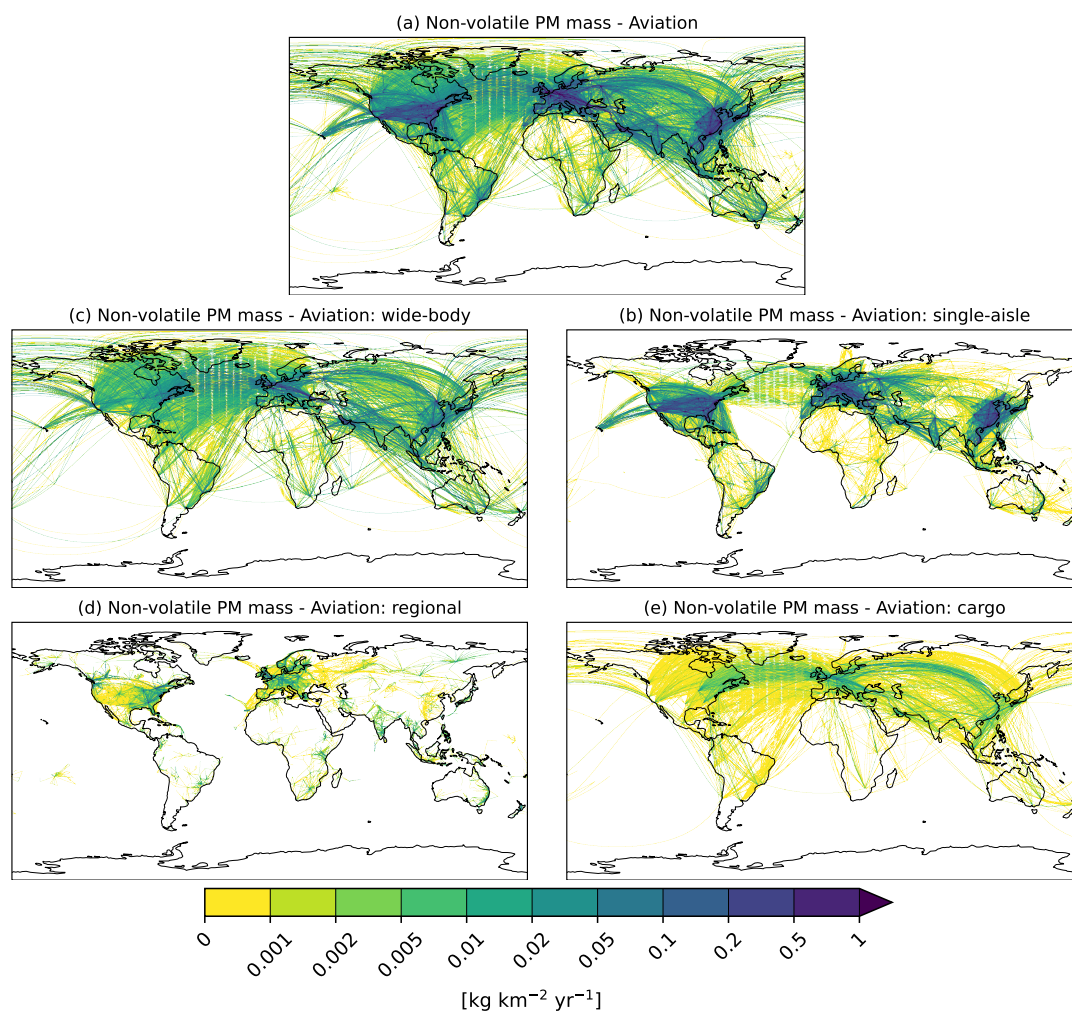 (a) Non-volatile PM mass - Aviation
(c) Non-volatile PM mass - Aviation: wide-body
(b) Non-volatile PM mass - Aviation: single-aisle
(d) Non-volatile PM mass - Aviation: regional
(e) Non-volatile PM mass - Aviation: cargo
0 0.001 0.002 0.005 0.01 0.02 0.05 0.1 0.2 0.5 1
[kg km⁻² yr⁻¹]